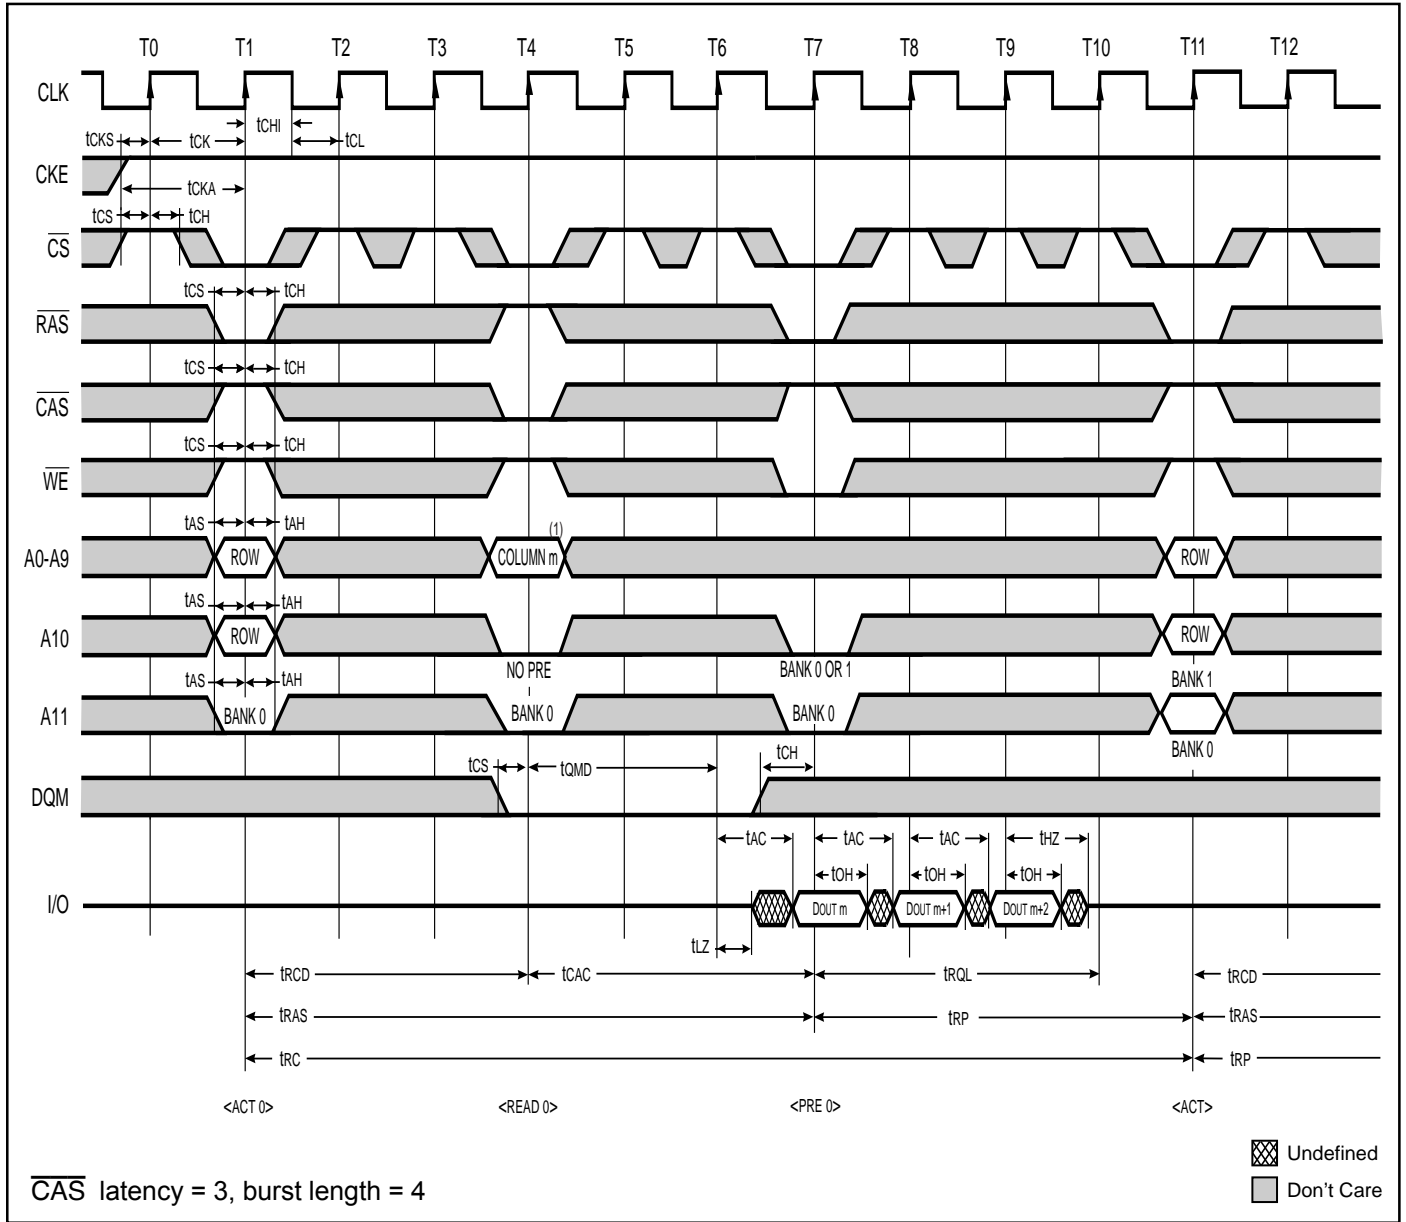 T0 T1 T2 T3 T4 T5 T6 T7 T8 T9 T10 T11 T12
CLK
tCHI
tCKS tCK tCL
CKE
tCKA
tCS tCH
CS
tCS tCH
RAS
tCS tCH
CAS
tCS tCH
WE
tAS tAH (1)
A0-A9 ROW COLUMN m ROW
tAS tAH
A10 ROW ROW
NO PRE BANK 0 OR 1
tAS tAH BANK 1
A11 BANK 0 BANK 0 BANK 0
BANK 0
tCH
tCS tQMD
DQM
tAC tAC tAC tHZ
tOH tOH tOH
I/O DOUT m DOUT m+1 DOUT m+2
tLZ
tRCD tCAC tRQL tRCD
tRAS tRP tRAS
tRC tRP
<ACT 0> <READ 0> <PRE 0> <ACT>
Undefined
CAS latency = 3, burst length = 4
Don't Care